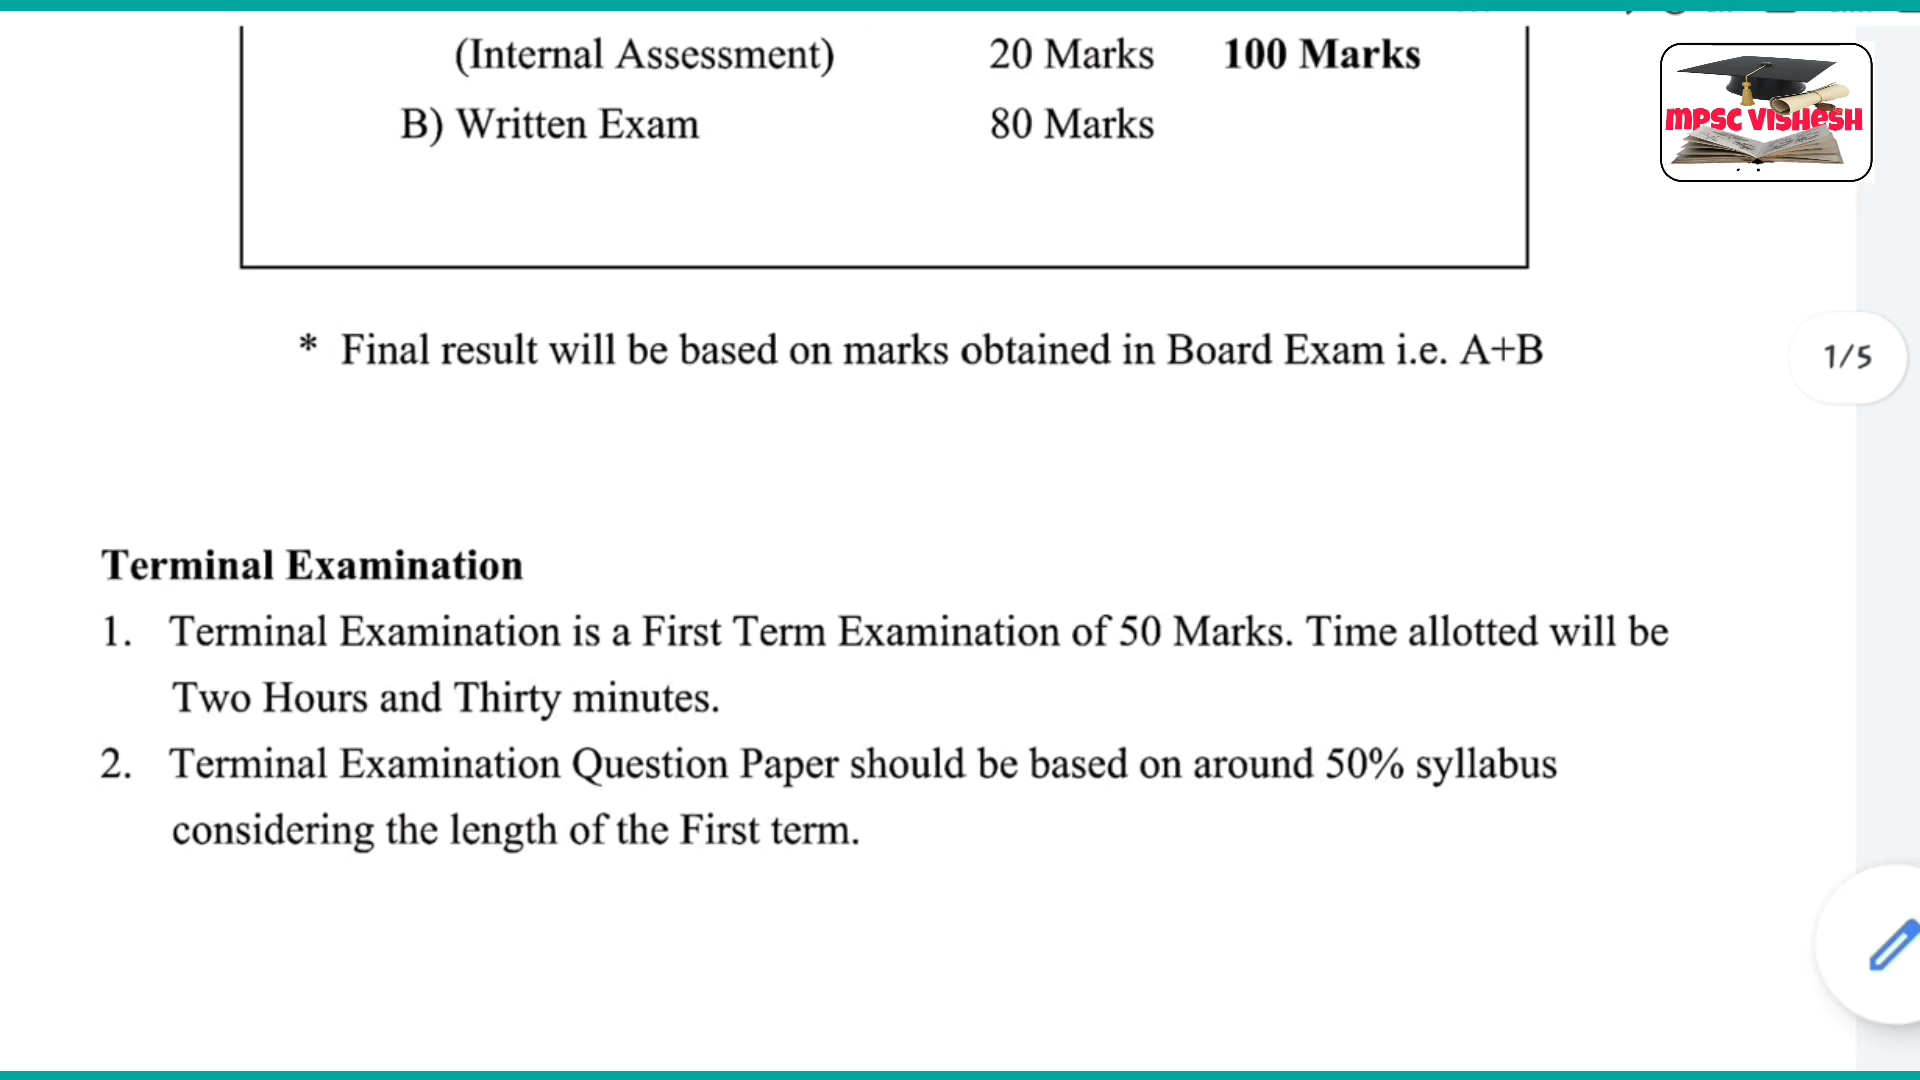 (Internal Assessment) 20 Marks 100 Marks
B) Written Exam 80 Marks
MPSC VISHESH
* Final result will be based on marks obtained in Board Exam i.e. A+B
1/5
Terminal Examination
1. Terminal Examination is a First Term Examination of 50 Marks. Time allotted will be
Two Hours and Thirty minutes.
2. Terminal Examination Question Paper should be based on around 50% syllabus
considering the length of the First term.